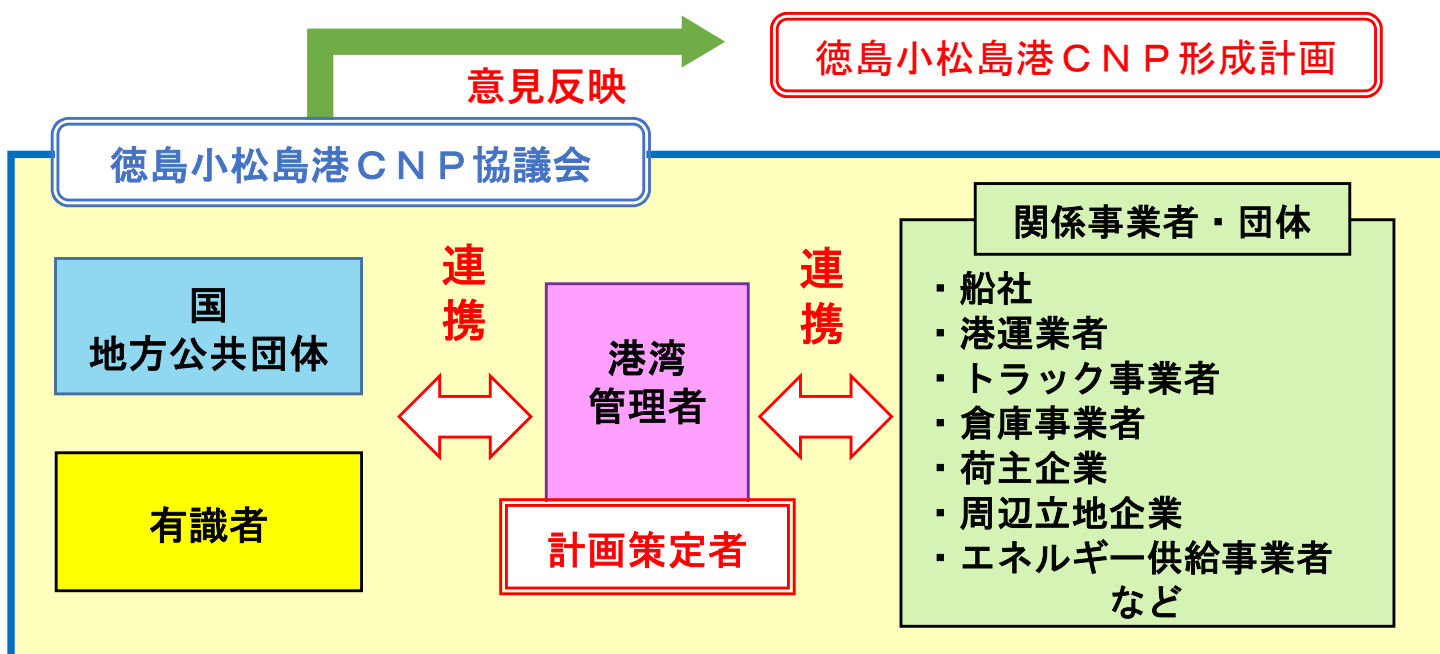 徳島小松島港ＣＮＰ形成計画
意見反映
徳島小松島港ＣＮＰ協議会
国
地方公共団体
有識者
連
携
港湾
管理者
計画策定者
連
携
関係事業者・団体
・船社
・港運業者
・トラック事業者
・倉庫事業者
・荷主企業
・周辺立地企業
・エネルギー供給事業者
など